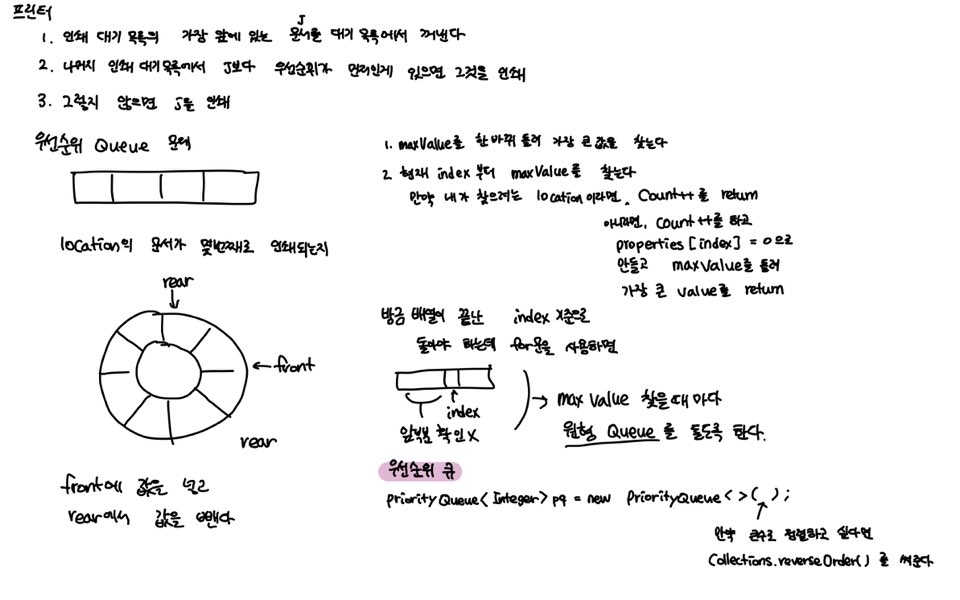 프린터
1. 인쇄 대기 목록의 가장 앞에 있는 문서를 대기 목록에서 꺼낸다
J
2. 나머지 인쇄 대기목록에서 J보다 우선순위가 한개라도 있으면 그것을 인쇄
3. 그렇지 않으면 J를 인쇄
우선순위 Queue 문제
location의 문서가 몇번째로 인쇄되는지
rear
front
rear
front에 값을 넣고
rear에서 값을 뺀다
1. maxValue를 한바퀴 돌려 가장 큰 값을 찾는다
2. 현재 index 부터 maxValue를 찾는다
만약 내가 찾으려는 location 이라면, Count++를 return
아니라면, Count++를 하고
properties [index] = 0으로
만들고 maxValue를 돌려
가장 큰 value를 return
방금 배열이 끝난 index 기준으로
돌아야 하는데 for문을 사용하면
index
앞부분 확인 X
max value 찾을때 마다
원형 Queue를 돌도록 한다.
우선순위 큐
PriorityQueue<Integer> pq = new PriorityQueue<>( );
만약 큰수로 정렬하고 싶다면
Collections.reverseOrder() 를 써준다